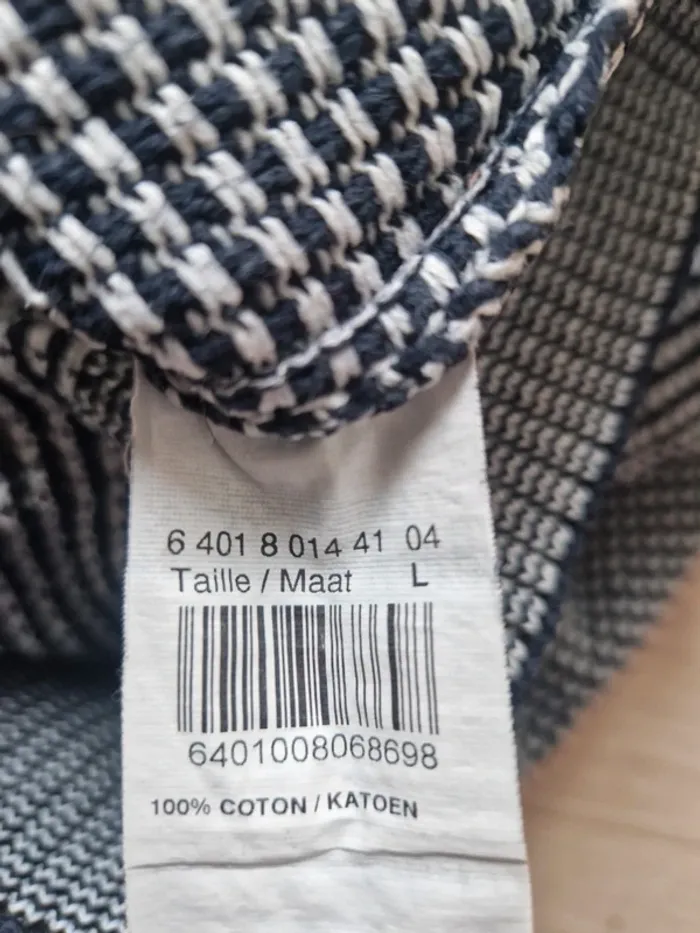 6 401 8 014 41 04
Taille / Maat L
6401008068698
100% COTON / KATOEN